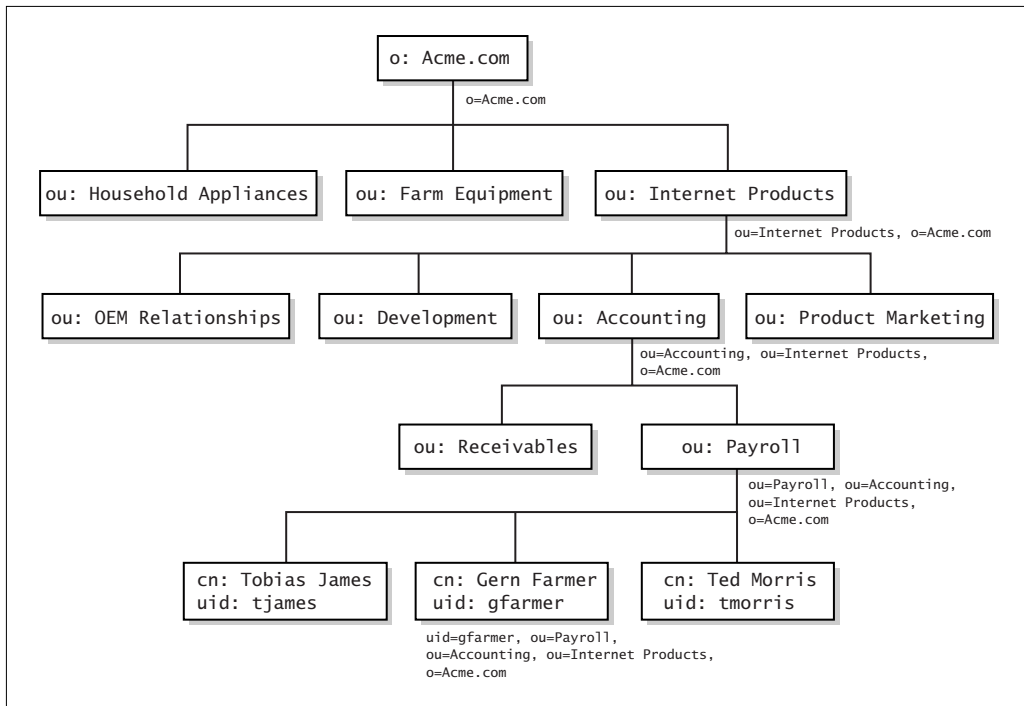 o: Acme.com
o=Acme.com
ou: Household Appliances
ou: Farm Equipment
ou: Internet Products
ou=Internet Products, o=Acme.com
ou: OEM Relationships
ou: Development
ou: Accounting
ou: Product Marketing
ou=Accounting, ou=Internet Products,
o=Acme.com
ou: Receivables
ou: Payroll
ou=Payroll, ou=Accounting,
ou=Internet Products,
o=Acme.com
cn: Tobias James
uid: tjames
cn: Gern Farmer
uid: gfarmer
cn: Ted Morris
uid: tmorris
uid=gfarmer, ou=Payroll,
ou=Accounting, ou=Internet Products,
o=Acme.com